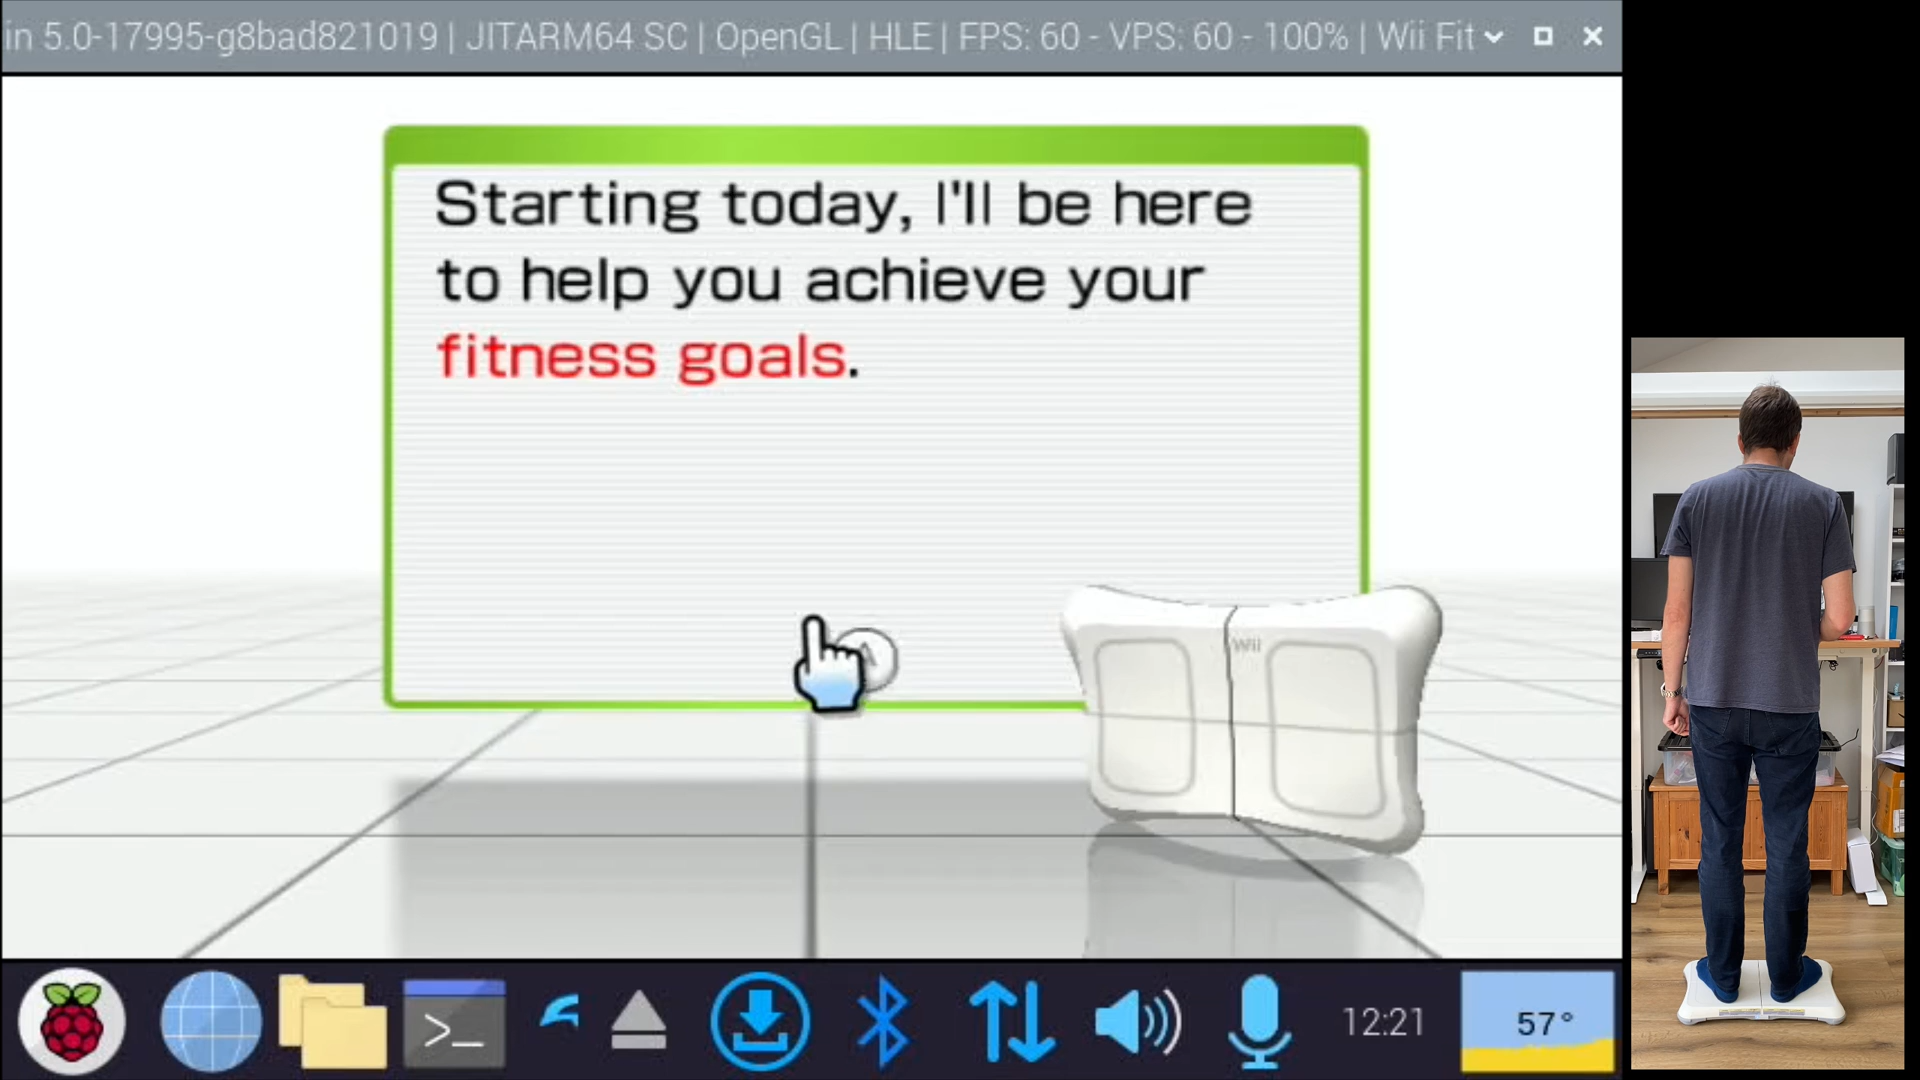 in 5.0-17995-g8bad821019 | JITARM64 SC | OpenGL | HLE | FPS: 60 - VPS: 60 - 100% | Wii Fit
Starting today, I'll be here
to help you achieve your
fitness goals.
A
Wii
>_
12:21
57°